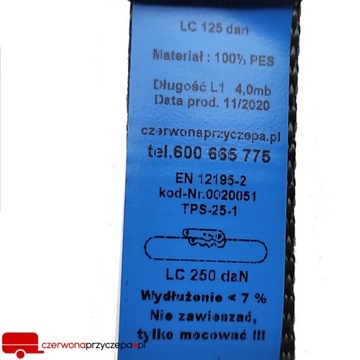 LC 125 dan
Materiał : 100% PES
Długość L1 4,0mb
Data prod. 11/2020
czerwonaprzyczepa.pl
tel.600 665 775
EN 12195-2
kod-Nr.0020051
TPS-25-1
LC 250 daN
Wydłużenie < 7 %
Nie zawieszać,
tylko mocować !!!
czerwonaprzyczepa.pl